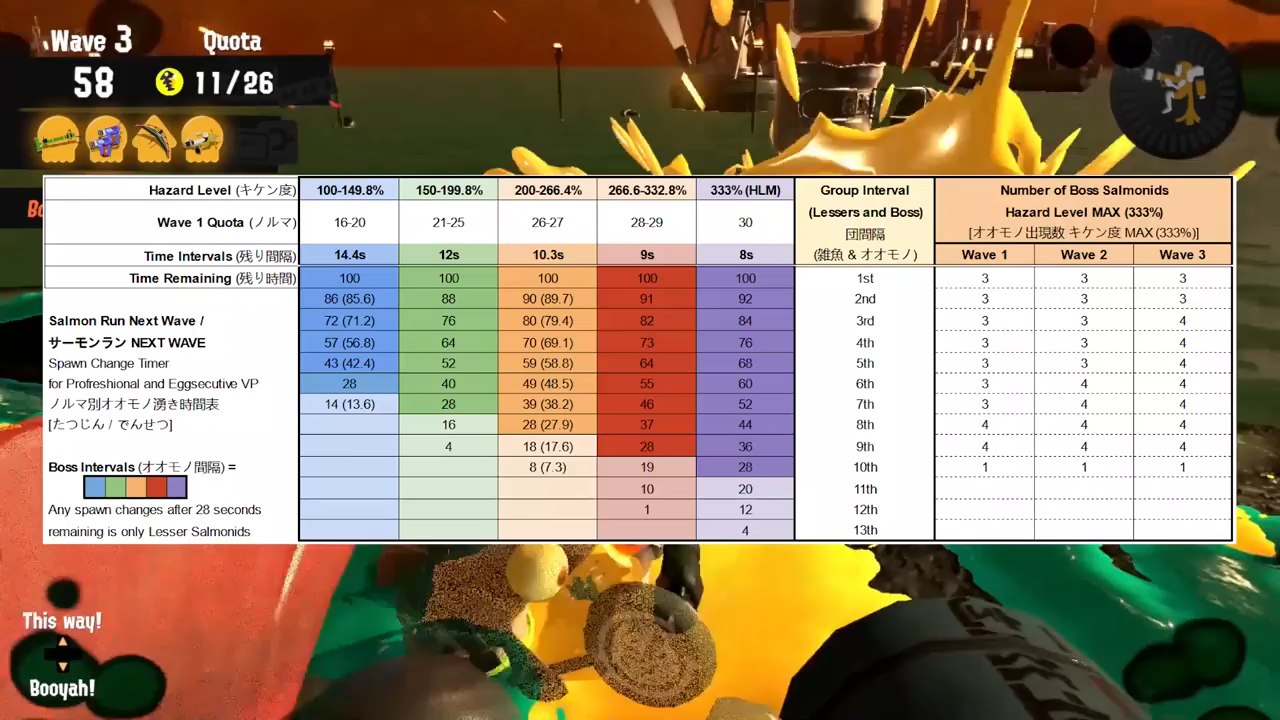 Wave 3 Quota
58 11/26
Bo
Hazard Level (キケン度) 100-149.8% 150-199.8% 200-266.4% 266.6-332.8% 333% (HLM) Group Interval Number of Boss Salmonids
(Lessers and Boss) Hazard Level MAX (333%)
Wave 1 Quota (ノルマ) 16-20 21-25 26-27 28-29 30 団間隔 [オオモノ出現数 キケン度 MAX (333%)]
Time Intervals (残り間隔) 14.4s 12s 10.3s 9s 8s (雑魚 & オオモノ) Wave 1 Wave 2 Wave 3
Time Remaining (残り時間) 100 100 100 100 100 1st 3 3 3
86 (85.6) 88 90 (89.7) 91 92 2nd 3 3 3
Salmon Run Next Wave / 72 (71.2) 76 80 (79.4) 82 84 3rd 3 3 4
サーモンラン NEXT WAVE 57 (56.8) 64 70 (69.1) 73 76 4th 3 3 4
Spawn Change Timer 43 (42.4) 52 59 (58.8) 64 68 5th 3 3 4
for Profreshional and Eggsecutive VP 28 40 49 (48.5) 55 60 6th 3 4 4
ノルマ別オオモノ湧き時間表 14 (13.6) 28 39 (38.2) 46 52 7th 3 4 4
[たつじん / でんせつ] 16 28 (27.9) 37 44 8th 4 4 4
4 18 (17.6) 28 36 9th 4 4 4
Boss Intervals (オオモノ間隔) = 8 (7.3) 19 28 10th 1 1 1
10 20 11th
Any spawn changes after 28 seconds 1 12 12th
remaining is only Lesser Salmonids 4 13th
This way!
Booyah!